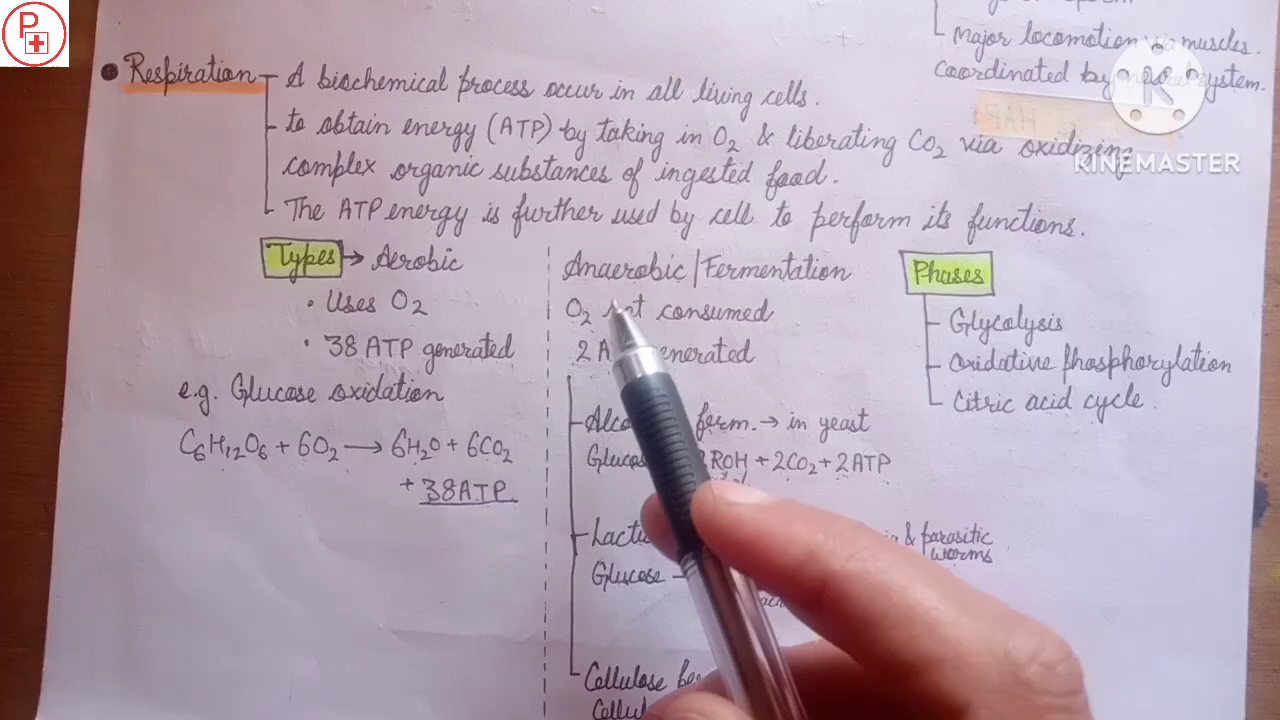 P
Major locomotion via muscles.
coordinated by system.
HAP
KINEMASTER
Respiration
A biochemical process occur in all living cells.
to obtain energy (ATP) by taking in O2 & liberating CO2 via oxidizing
complex organic substances of ingested food.
The ATP energy is further used by cell to perform its functions.
Types → Aerobic
• Uses O2
• 38 ATP generated
e.g. Glucose oxidation
C6H12O6 + 6O2 → 6H2O + 6CO2
+ 38ATP
Anaerobic/Fermentation
O2 not consumed
2 generated
ferm. → in yeast
ROH + 2CO2 + 2ATP
& parasitic
worms
Glucose
Cellulose
Phases
Glycolysis
Oxidative phosphorylation
Citric acid cycle